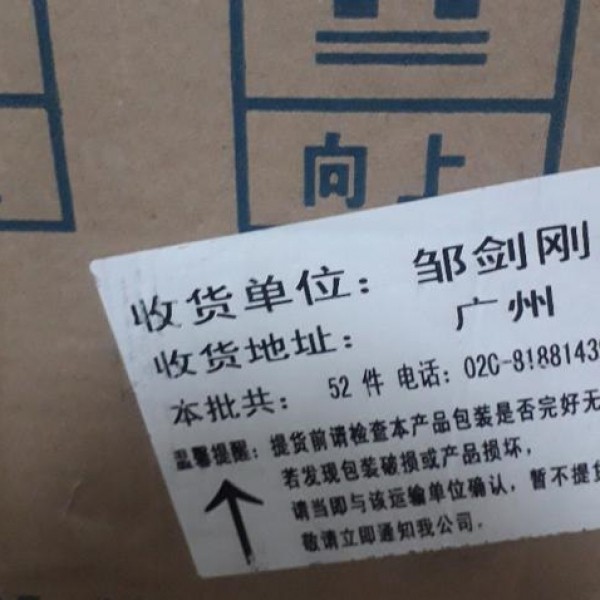 向上
收货单位： 邹剑刚
收货地址： 广州
本批共： 52 件 电话：020-8188143
温馨提醒：提货前请检查本产品包装是否完好无
若发现包装破损或产品损坏，
请当即与该运输单位确认，暂不提货
敬请立即通知我公司．